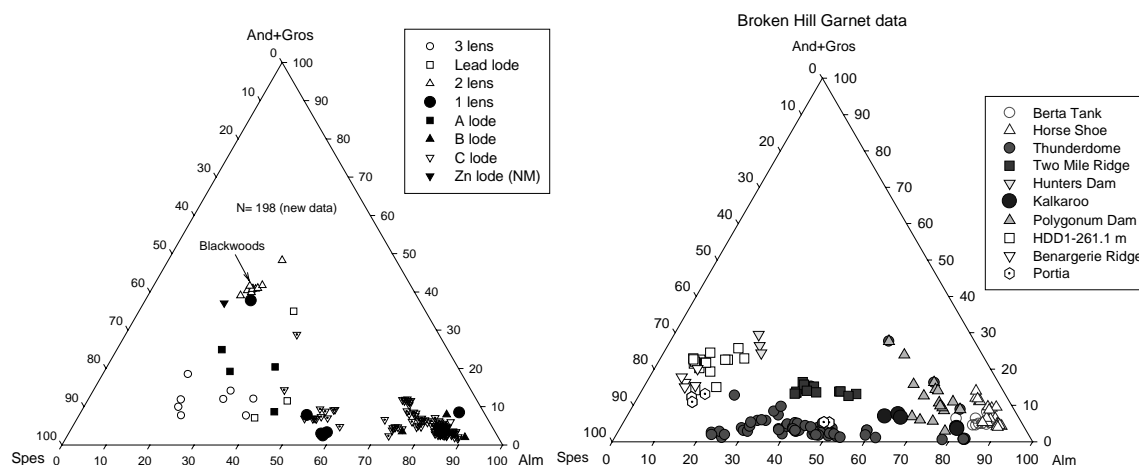 Broken Hill Garnet data
And+Gros
3 lens
Lead lode
2 lens
1 lens
A lode
B lode
C lode
Zn lode (NM)
N= 198 (new data)
Blackwoods
0 100
10 90
20 80
30 70
40 60
50 50
60 40
70 30
80 20
90 10
100 0
0 10 20 30 40 50 60 70 80 90 100
Spes Alm
And+Gros
Berta Tank
Horse Shoe
Thunderdome
Two Mile Ridge
Hunters Dam
Kalkaroo
Polygonum Dam
HDD1-261.1 m
Benargerie Ridge
Portia
0 100
10 90
20 80
30 70
40 60
50 50
60 40
70 30
80 20
90 10
100 0
0 10 20 30 40 50 60 70 80 90 100
Spes Alm